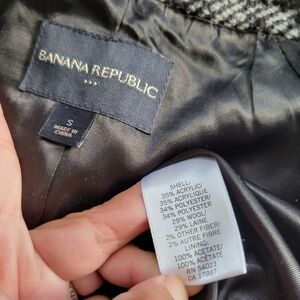 BANANA REPUBLIC
S
MADE IN
CHINA
SHELL:
35% ACRYLIC/
35% ACRYLIQUE
34% POLYESTER/
34% POLYESTER
29% WOOL/
29% LAINE
2% OTHER FIBER/
2% AUTRE FIBRE
LINING:
100% ACETATE/
100% ACETATE
RN 54023
CA 17897